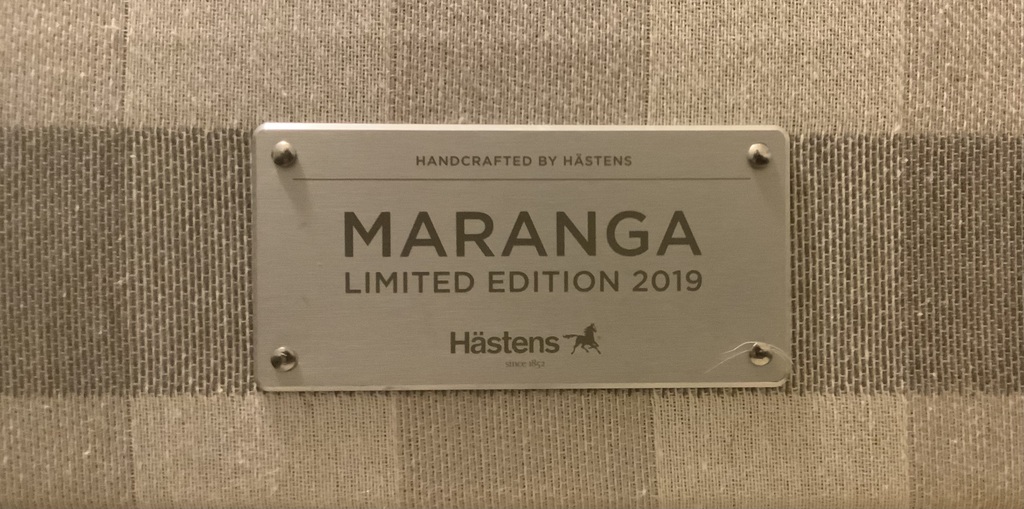 HANDCRAFTED BY HÄSTENS
MARANGA
LIMITED EDITION 2019
Hästens
since 1852